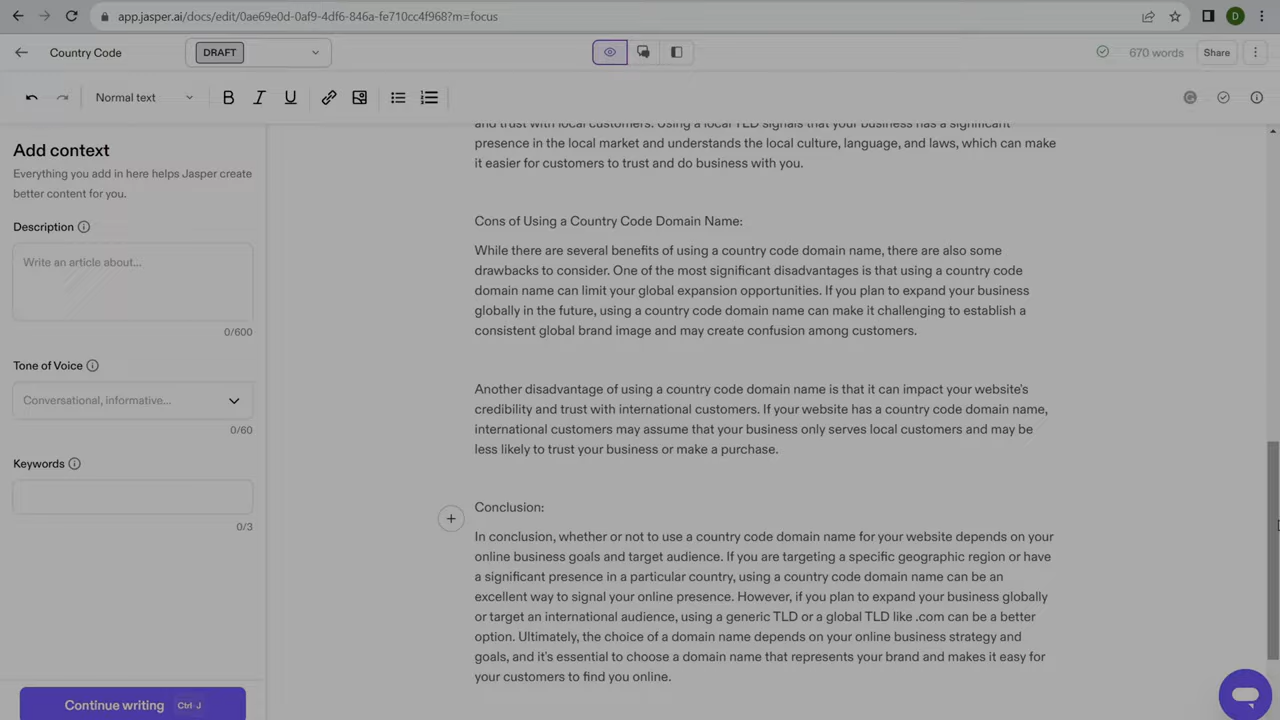 app.jasper.ai/docs/edit/0ae69e0d-0af9-4df6-846a-fe710cc4f968?m=focus
D
Country Code
DRAFT
670 words
Share
Normal text
B
I
U
Add context
Everything you add in here helps Jasper create
better content for you.
Description
Write an article about...
0/600
Tone of Voice
Conversational, informative...
0/60
Keywords
0/3
Continue writing
Ctrl-J
and trust with local customers. Using a local TLD signals that your business has a significant
presence in the local market and understands the local culture, language, and laws, which can make
it easier for customers to trust and do business with you.
Cons of Using a Country Code Domain Name:
While there are several benefits of using a country code domain name, there are also some
drawbacks to consider. One of the most significant disadvantages is that using a country code
domain name can limit your global expansion opportunities. If you plan to expand your business
globally in the future, using a country code domain name can make it challenging to establish a
consistent global brand image and may create confusion among customers.
Another disadvantage of using a country code domain name is that it can impact your website's
credibility and trust with international customers. If your website has a country code domain name,
international customers may assume that your business only serves local customers and may be
less likely to trust your business or make a purchase.
Conclusion:
In conclusion, whether or not to use a country code domain name for your website depends on your
online business goals and target audience. If you are targeting a specific geographic region or have
a significant presence in a particular country, using a country code domain name can be an
excellent way to signal your online presence. However, if you plan to expand your business globally
or target an international audience, using a generic TLD or a global TLD like .com can be a better
option. Ultimately, the choice of a domain name depends on your online business strategy and
goals, and it's essential to choose a domain name that represents your brand and makes it easy for
your customers to find you online.